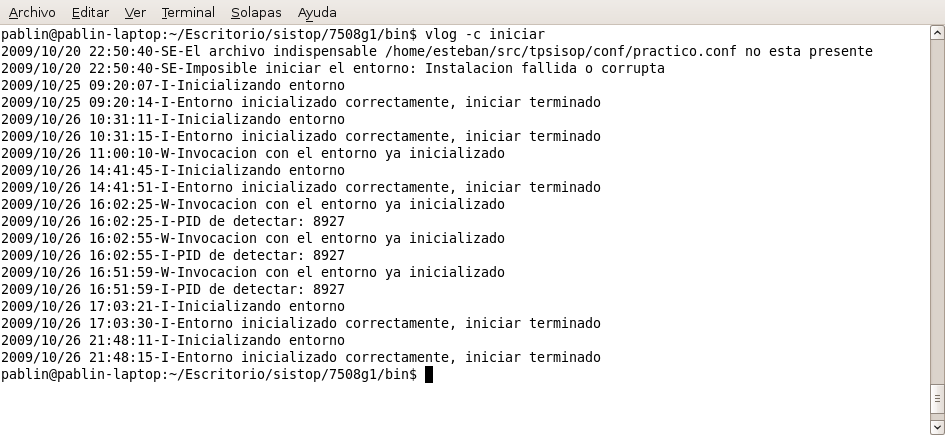 Archivo Editar Ver Terminal Solapas Ayuda
pablin@pablin-laptop:~/Escritorio/sistop/7508g1/bin$ vlog -c iniciar
2009/10/20 22:50:40-SE-El archivo indispensable /home/esteban/src/tpsisop/conf/practico.conf no esta presente
2009/10/20 22:50:40-SE-Imposible iniciar el entorno: Instalacion fallida o corrupta
2009/10/25 09:20:07-I-Inicializando entorno
2009/10/25 09:20:14-I-Entorno inicializado correctamente, iniciar terminado
2009/10/26 10:31:11-I-Inicializando entorno
2009/10/26 10:31:15-I-Entorno inicializado correctamente, iniciar terminado
2009/10/26 11:00:10-W-Invocacion con el entorno ya inicializado
2009/10/26 14:41:45-I-Inicializando entorno
2009/10/26 14:41:51-I-Entorno inicializado correctamente, iniciar terminado
2009/10/26 16:02:25-W-Invocacion con el entorno ya inicializado
2009/10/26 16:02:25-I-PID de detectar: 8927
2009/10/26 16:02:55-W-Invocacion con el entorno ya inicializado
2009/10/26 16:02:55-I-PID de detectar: 8927
2009/10/26 16:51:59-W-Invocacion con el entorno ya inicializado
2009/10/26 16:51:59-I-PID de detectar: 8927
2009/10/26 17:03:21-I-Inicializando entorno
2009/10/26 17:03:30-I-Entorno inicializado correctamente, iniciar terminado
2009/10/26 21:48:11-I-Inicializando entorno
2009/10/26 21:48:15-I-Entorno inicializado correctamente, iniciar terminado
pablin@pablin-laptop:~/Escritorio/sistop/7508g1/bin$